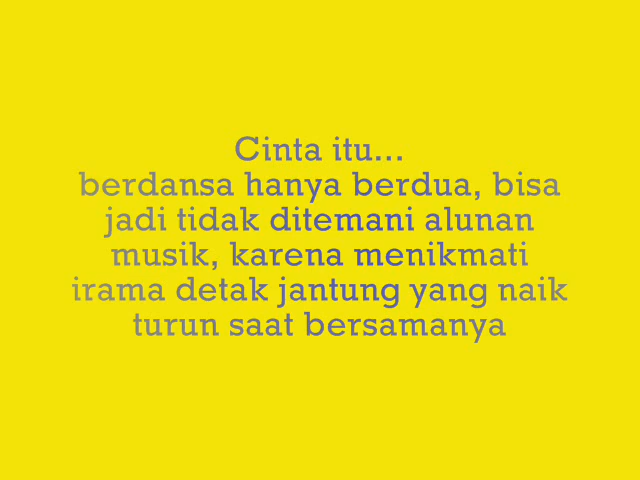 Cinta itu...
berdansa hanya berdua, bisa
jadi tidak ditemani alunan
musik, karena menikmati
irama detak jantung yang naik
turun saat bersamanya